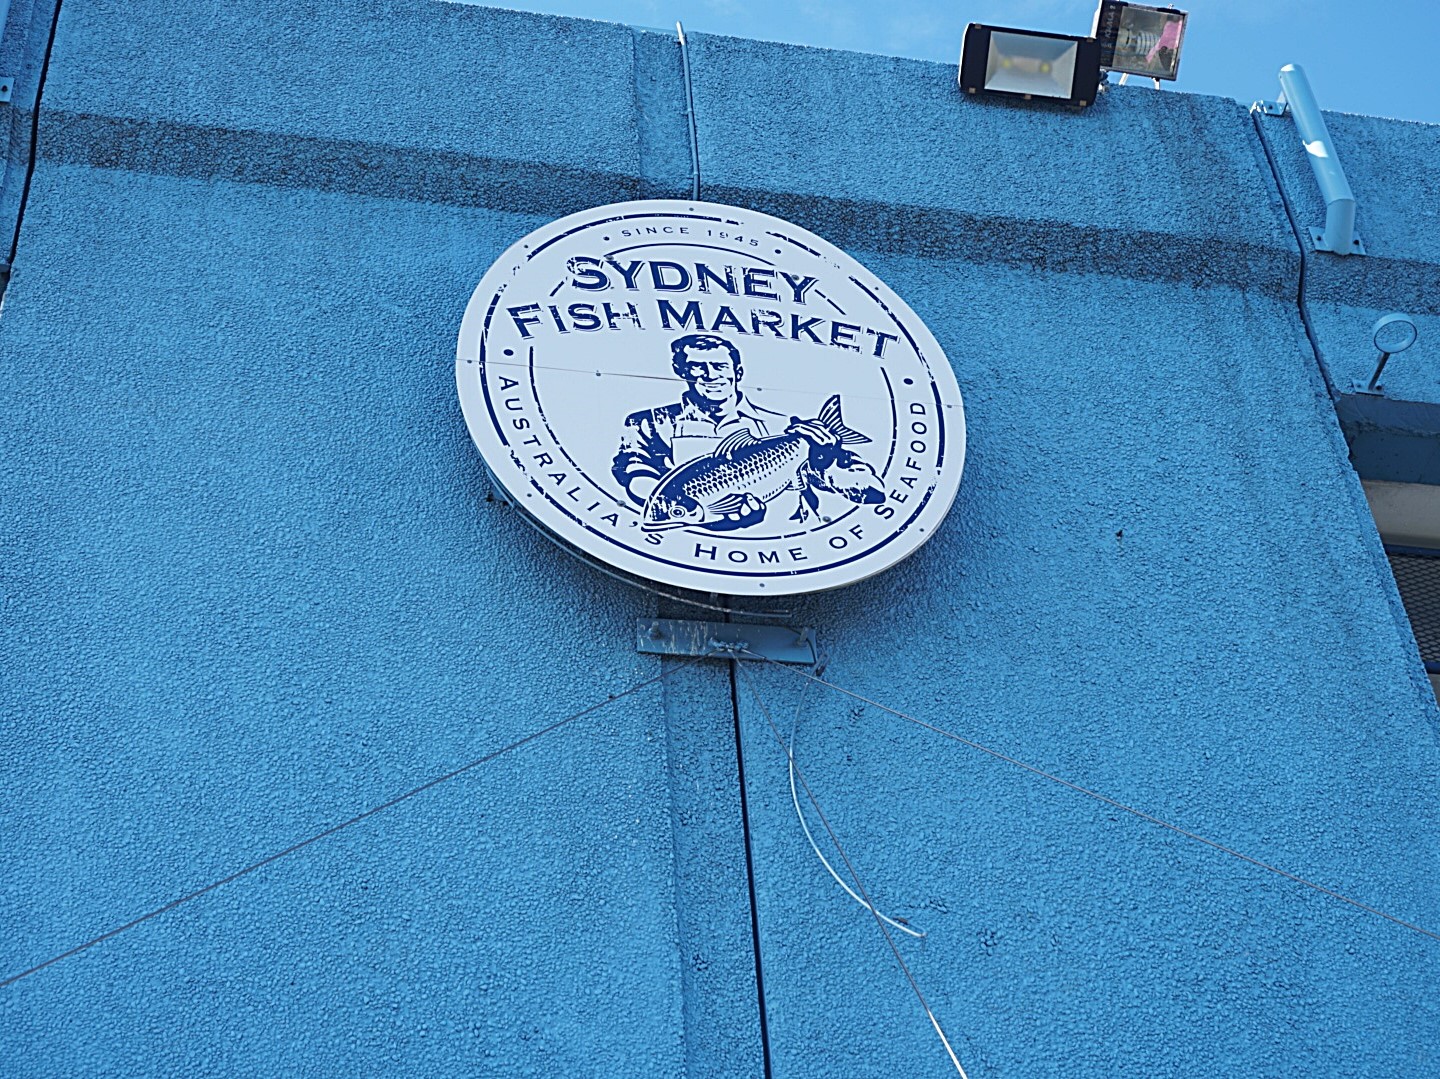 SINCE 1945
SYDNEY
FISH MARKET
AUSTRALIA'S HOME OF SEAFOOD